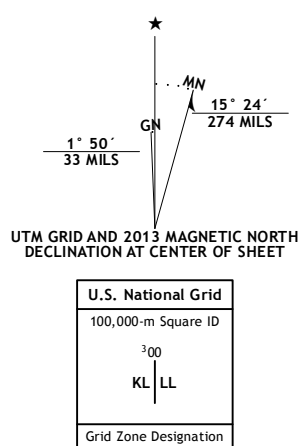 ★
MN
GN
15° 24´
274 MILS
1° 50´
33 MILS
UTM GRID AND 2013 MAGNETIC NORTH
DECLINATION AT CENTER OF SHEET
U.S. National Grid
100,000-m Square ID
³00
KL LL
Grid Zone Designation